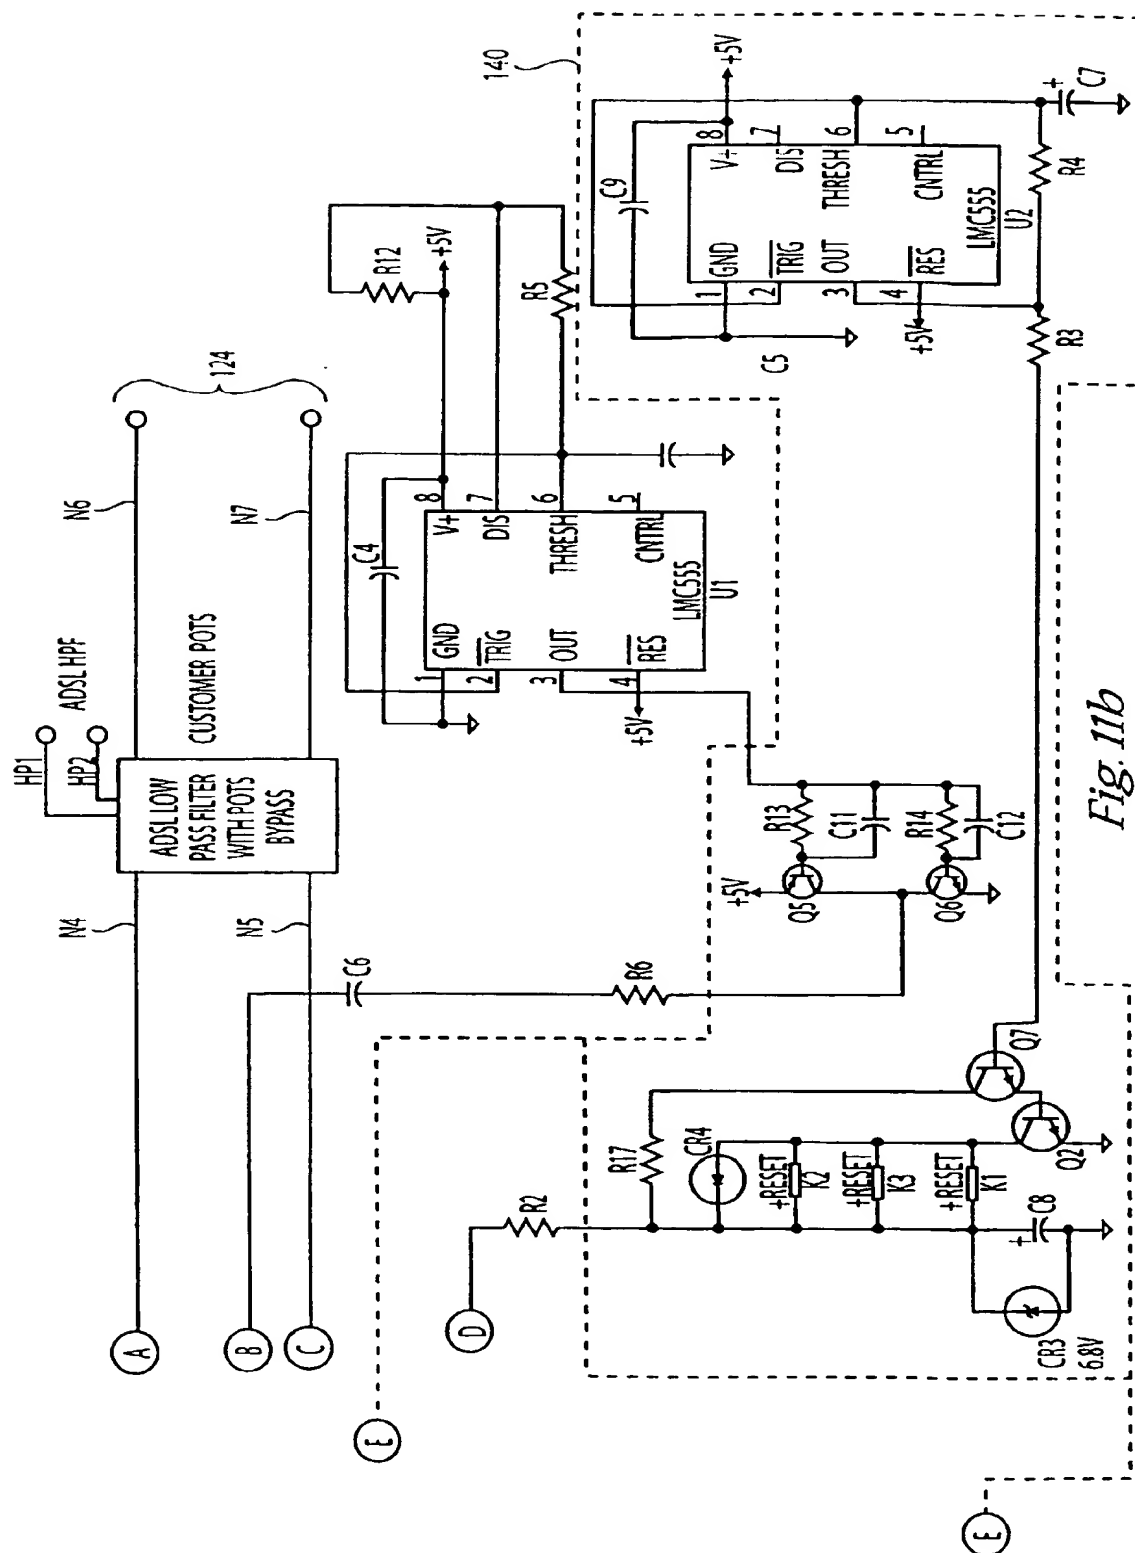 140
+5V
C9
V+
8
7
DIS
THRESH
6
5
CNTRL
GND
1
TRIG
2
OUT
3
RES
4
+5V
LMC555
U2
C5
R4
C7
+
R3
124
N6
N7
HP1
HP2
ADSL HPF
CUSTOMER POTS
ADSL LOW
PASS FILTER
WITH POTS
BYPASS
N4
N5
R12
+5V
R5
C4
V+
8
DIS
7
THRESH
6
CNTRL
5
GND
1
TRIG
2
OUT
3
RES
4
+5V
LMC555
U1
C6
R6
R13
C11
R14
C12
+5V
Q5
Q6
Q7
Q2
R17
CR4
R2
+RESET
K2
+RESET
K3
+RESET
K1
+
C8
CR3
6.8V
A
B
C
D
E
E
Fig. 11b